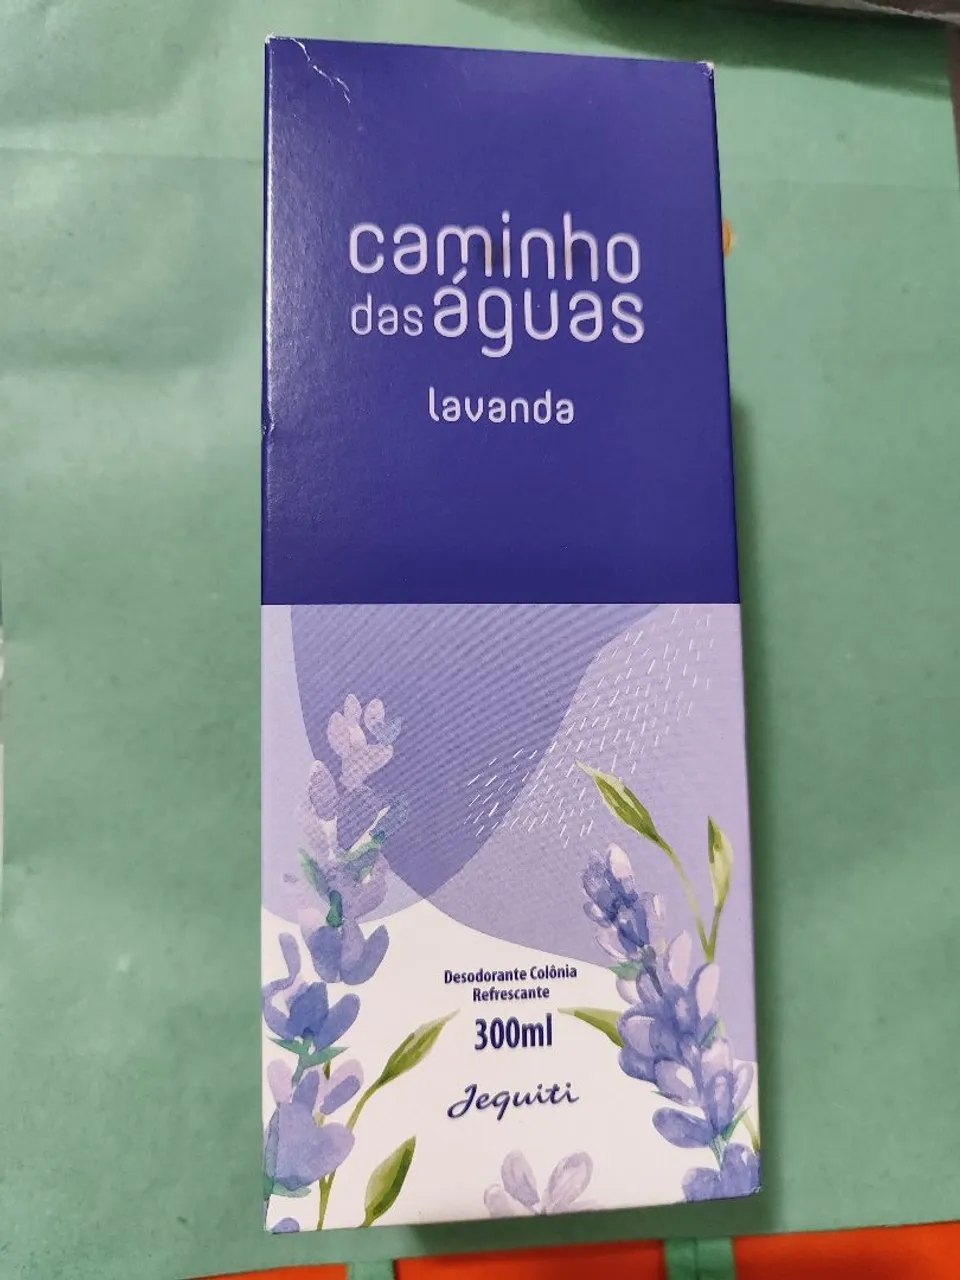 caminho
das águas
lavanda
Desodorante Colônia
Refrescante
300ml
Jequiti